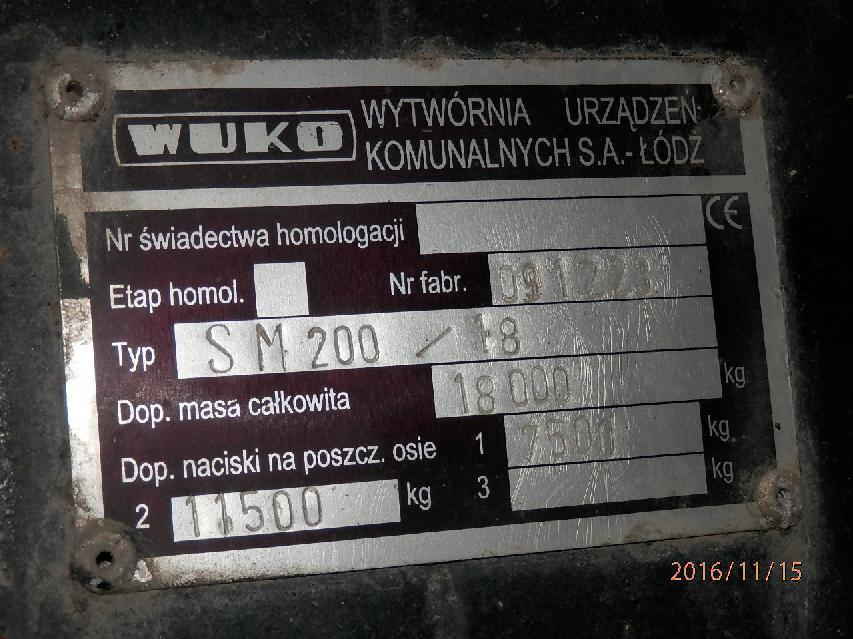 WUKO
WYTWÓRNIA URZĄDZEŃ
KOMUNALNYCH S.A.-ŁÓDŹ
Nr świadectwa homologacji CE
Etap homol. Nr fabr. 091223
Typ SM 200 / 18
Dop. masa całkowita 18 000 kg
Dop. naciski na poszcz. osie 1 7501 kg
2 11500 kg 3 kg
2016/11/15